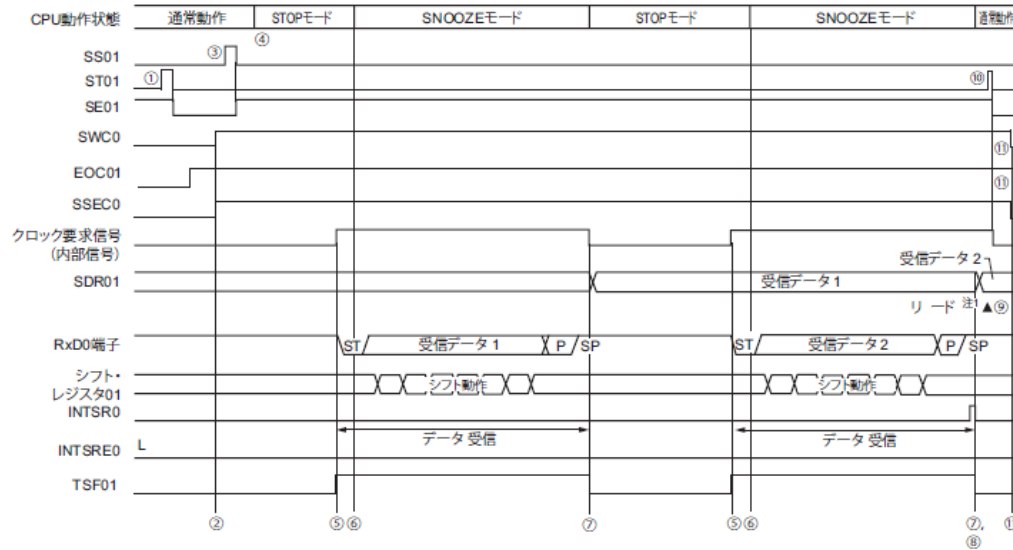 CPU動作状態 通常動作 STOPモード SNOOZEモード STOPモード SNOOZEモード 通常動作
④
SS01 ③
ST01 ① ⑩
SE01
SWC0
⑪
EOC01
⑪
SSEC0
クロック要求信号
(内部信号)
受信データ2
SDR01 受信データ1
リード 注1 ▲⑨
RxD0端子 ST 受信データ1 P SP ST 受信データ2 P SP
シフト・
レジスタ01 シフト動作 シフト動作
INTSR0
データ受信 データ受信
INTSRE0 L
TSF01
② ⑤⑥ ⑦ ⑤⑥ ⑦, ⑪
⑧